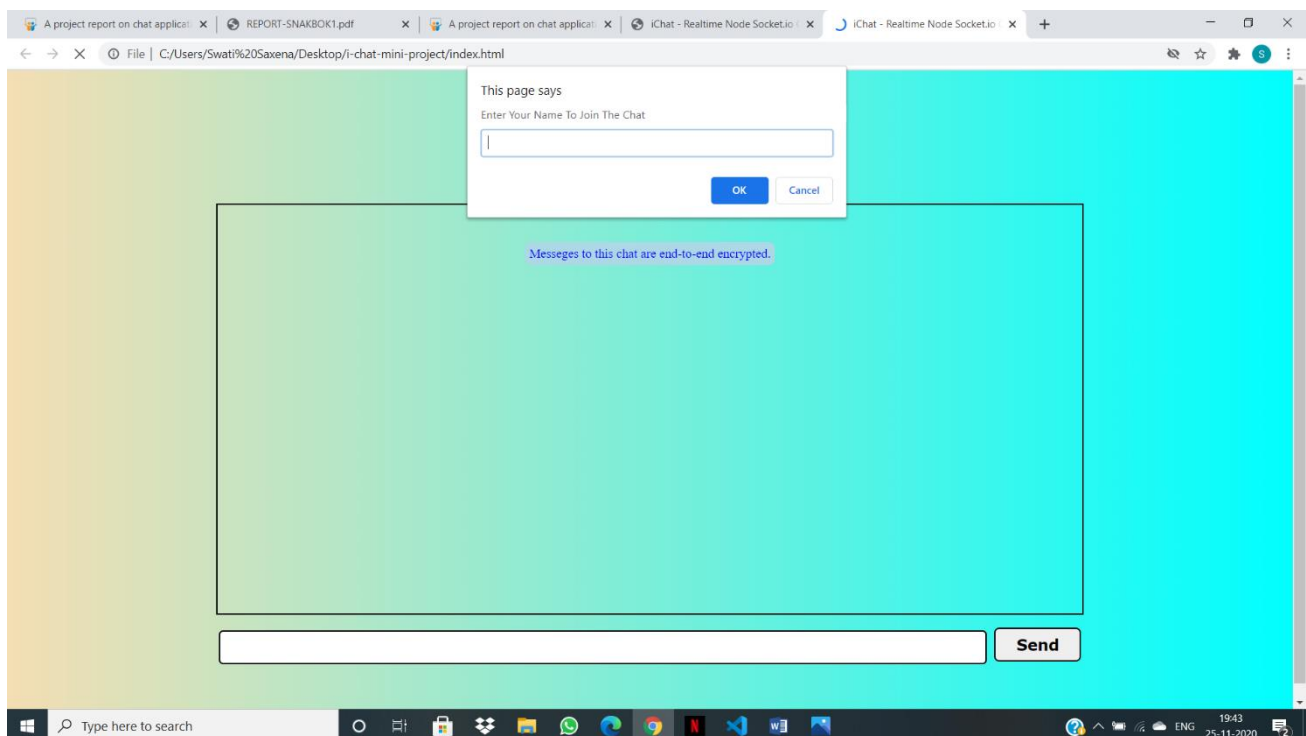 A project report on chat applicati
REPORT-SNAKBOK1.pdf
A project report on chat applicati
iChat - Realtime Node Socket.io
iChat - Realtime Node Socket.io
File | C:/Users/Swati%20Saxena/Desktop/i-chat-mini-project/index.html
S
This page says
Enter Your Name To Join The Chat
OK
Cancel
Messeges to this chat are end-to-end encrypted.
Send
Type here to search
ENG
19:43
25-11-2020
2